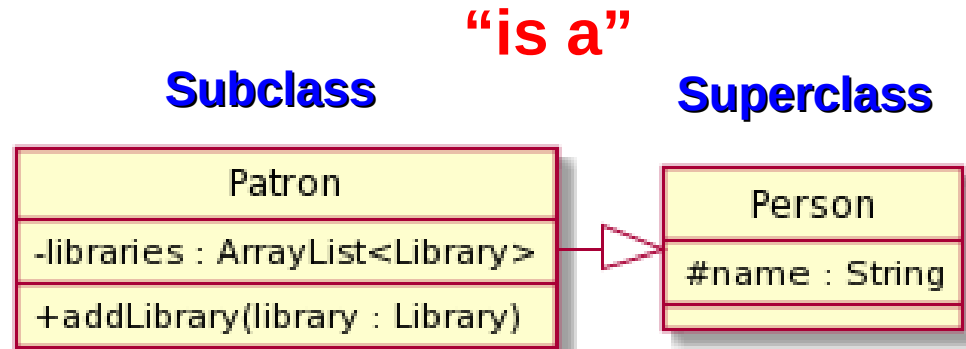 “is a”
Subclass
Superclass
Patron
-libraries : ArrayList<Library>
+addLibrary(library : Library)
Person
#name : String